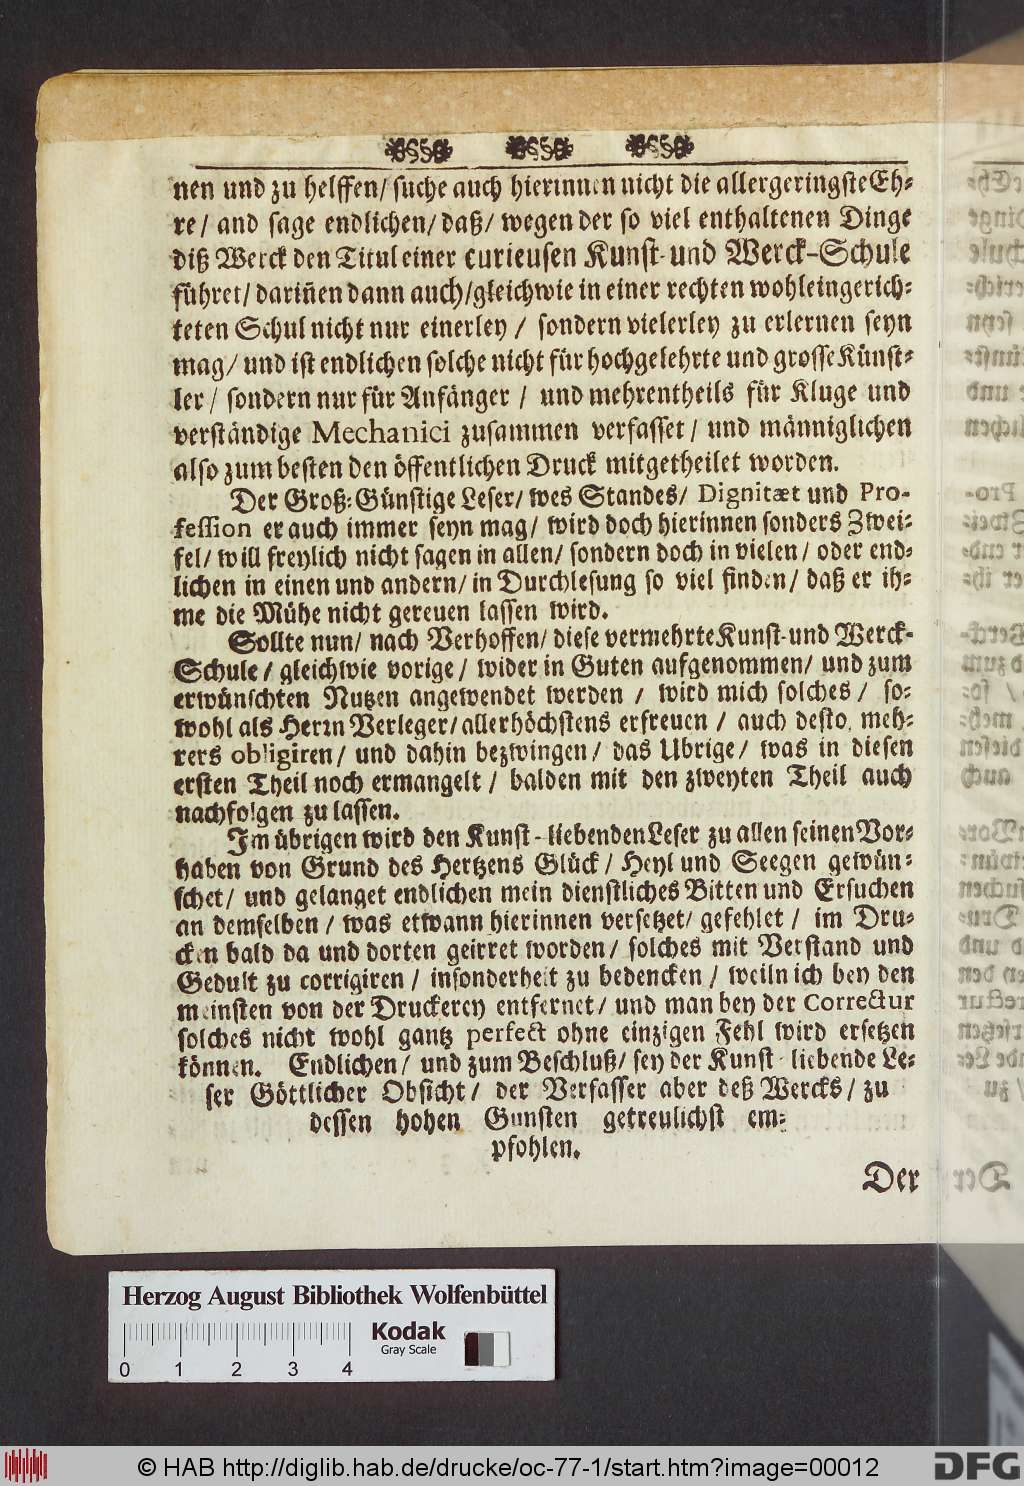 nen und zu helffen/ suche auch hierinnen nicht die allergeringste Eh-
re/ and sage endlichen/ daß/ wegen der so viel enthaltenen Dinge
diß Werck den Titul einer curieusen Kunst- und Werck-Schule
führet/ dariñen dann auch/ gleichwie in einer rechten wohleingerich-
teten Schul nicht nur einerley / sondern vielerley zu erlernen seyn
mag/ und ist endlichen solche nicht für hochgelehrte und grosse Künst-
ler / sondern nur für Anfänger / und mehrentheils für Kluge und
verständige Mechanici zusammen verfasset / und männiglichen
also zum besten den öffentlichen Druck mitgetheilet worden.
Der Groß-Günstige Leser/ wes Standes/ Dignitæt und Pro-
fession er auch immer seyn mag/ wird doch hierinnen sonders Zwei-
fel/ will freylich nicht sagen in allen/ sondern doch in vielen/ oder end-
lichen in einen und andern/ in Durchlesung so viel finden/ daß er ih-
me die Mühe nicht gereuen lassen wird.
Sollte nun/ nach Verhoffen/ diese vermehrte Kunst- und Werck-
Schule/ gleichwie vorige/ wider in Guten aufgenommen/ und zum
erwünschten Nutzen angewendet werden / wird mich solches / so-
wohl als Herrn Verleger/ allerhöchstens erfreuen / auch desto meh-
rers obligiren/ und dahin bezwingen/ das Ubrige/ was in diesen
ersten Theil noch ermangelt / balden mit den zweyten Theil auch
nachfolgen zu lassen.
Im übrigen wird den Kunst-liebenden Leser zu allen seinen Vor-
haben von Grund des Hertzens Glück/ Heyl und Seegen gewün-
schet/ und gelanget endlichen mein dienstliches Bitten und Ersuchen
an demselben/ was etwann hierinnen versetzet/ gefehlet / im Dru-
cken bald da und dorten geirret worden/ solches mit Verstand und
Gedult zu corrigiren / insonderheit zu bedencken / weiln ich bey den
meinsten von der Druckerey entfernet/ und man bey der Correctur
solches nicht wohl gantz perfect ohne einzigen Fehl wird ersetzen
können. Endlichen/ und zum Beschluß/ sey der Kunst-liebende Le-
ser Göttlicher Obsicht/ der Verfasser aber deß Wercks/ zu
dessen hohen Gunsten getreulichst em-
pfohlen.
Der
Herzog August Bibliothek Wolfenbüttel
Kodak
Gray Scale
0 1 2 3 4
© HAB http://diglib.hab.de/drucke/oc-77-1/start.htm?image=00012
DFG